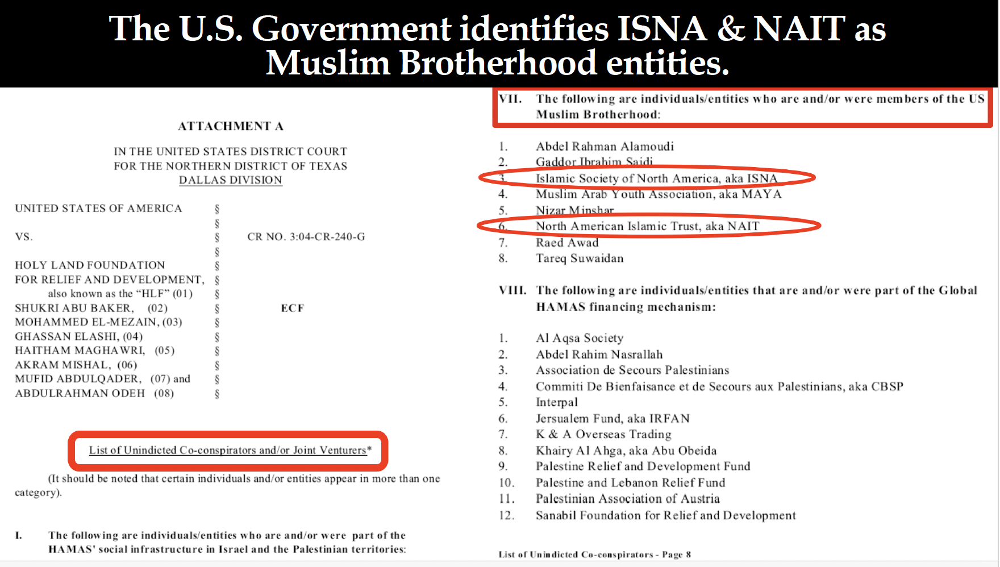 The U.S. Government identifies ISNA & NAIT as
Muslim Brotherhood entities.
ATTACHMENT A
IN THE UNITED STATES DISTRICT COURT
FOR THE NORTHERN DISTRICT OF TEXAS
DALLAS DIVISION
UNITED STATES OF AMERICA §
§
VS. § CR NO. 3:04-CR-240-G
§
HOLY LAND FOUNDATION §
FOR RELIEF AND DEVELOPMENT, §
also known as the “HLF” (01) §
SHUKRI ABU BAKER, (02) § ECF
MOHAMMED EL-MEZAIN, (03) §
GHASSAN ELASHI, (04) §
HAITHAM MAGHAWRI, (05) §
AKRAM MISHAL, (06) §
MUFID ABDULQADER, (07) and §
ABDULRAHMAN ODEH (08) §
List of Unindicted Co-conspirators and/or Joint Venturers*
(It should be noted that certain individuals and/or entities appear in more than one
category).
I. The following are individuals/entities who are and/or were part of the
HAMAS' social infrastructure in Israel and the Palestinian territories:
VII. The following are individuals/entities who are and/or were members of the US
Muslim Brotherhood:
1. Abdel Rahman Alamoudi
2. Gaddor Ibrahim Saidi
3. Islamic Society of North America, aka ISNA
4. Muslim Arab Youth Association, aka MAYA
5. Nizar Minshar
6. North American Islamic Trust, aka NAIT
7. Raed Awad
8. Tareq Suwaidan
VIII. The following are individuals/entities that are and/or were part of the Global
HAMAS financing mechanism:
1. Al Aqsa Society
2. Abdel Rahim Nasrallah
3. Association de Secours Palestinians
4. Commiti De Bienfaisance et de Secours aux Palestinians, aka CBSP
5. Interpal
6. Jersualem Fund, aka IRFAN
7. K & A Overseas Trading
8. Khairy Al Ahga, aka Abu Obeida
9. Palestine Relief and Development Fund
10. Palestine and Lebanon Relief Fund
11. Palestinian Association of Austria
12. Sanabil Foundation for Relief and Development
List of Unindicted Co-conspirators - Page 8